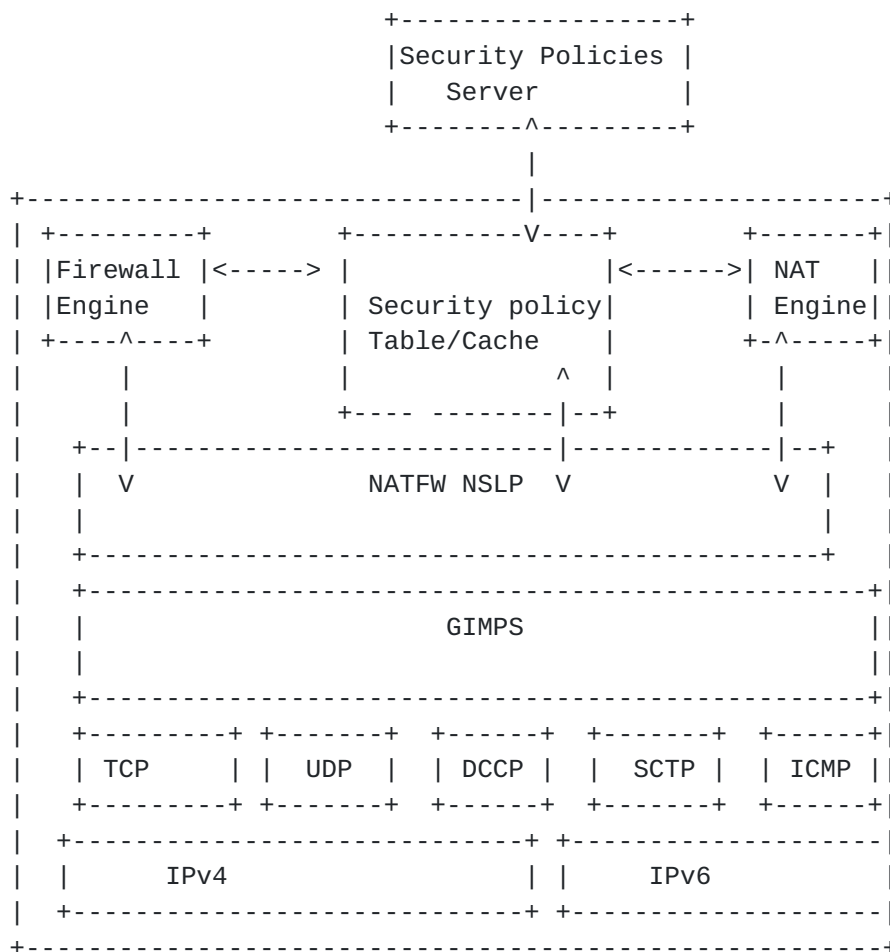 Security Policies
Server
Firewall NAT
Engine Security policy Engine
Table/Cache
NATFW NSLP
GIMPS
TCP UDP DCCP SCTP ICMP
IPv4 IPv6